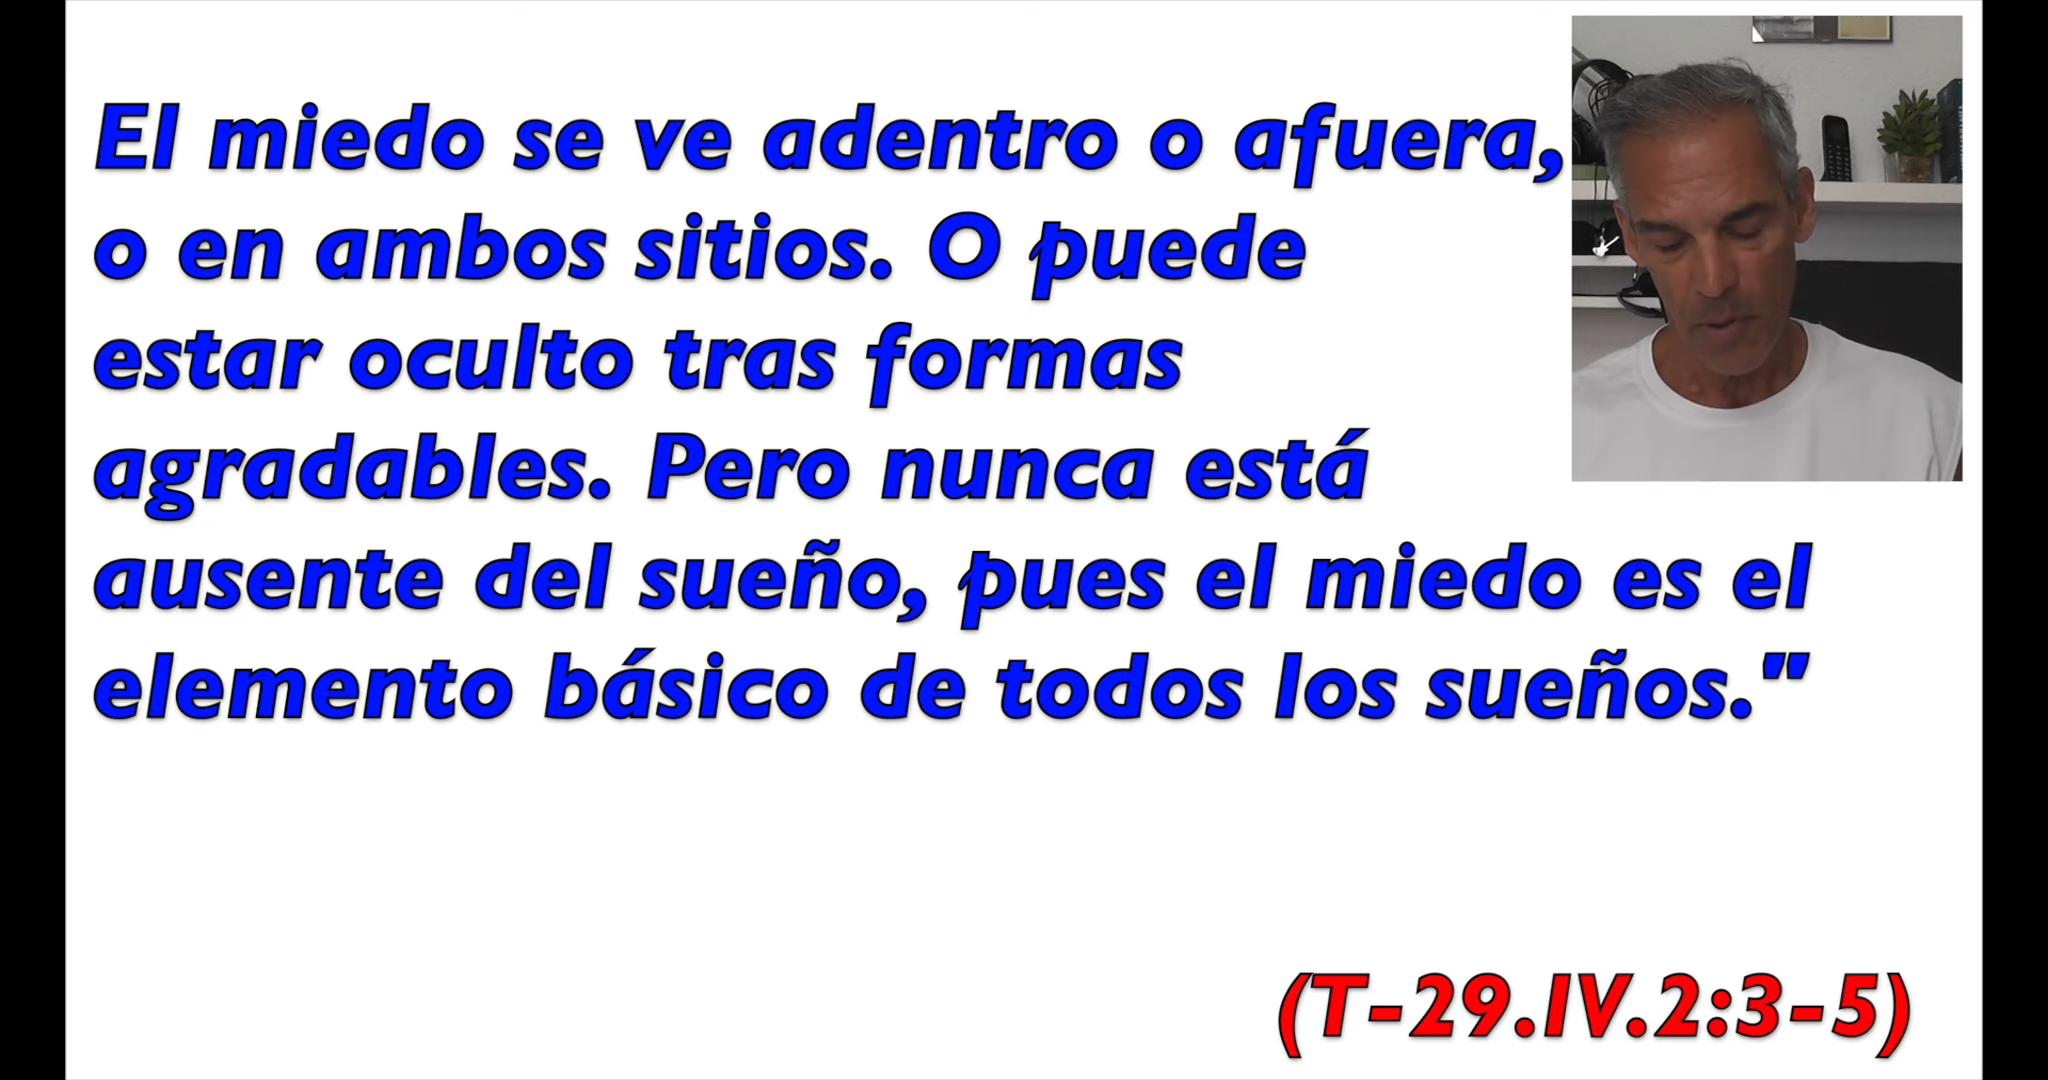 El miedo se ve adentro o afuera,
o en ambos sitios. O puede
estar oculto tras formas
agradables. Pero nunca está
ausente del sueño, pues el miedo es el
elemento básico de todos los sueños."
(T-29.IV.2:3-5)